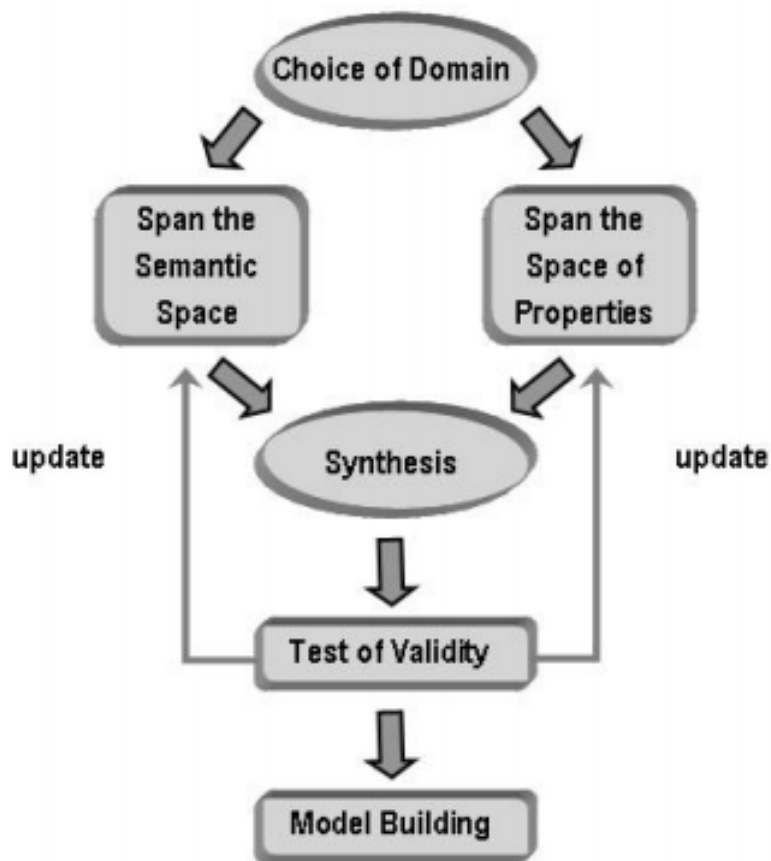 Choice of Domain
Span the
Semantic
Space
Span the
Space of
Properties
update
Synthesis
update
Test of Validity
Model Building